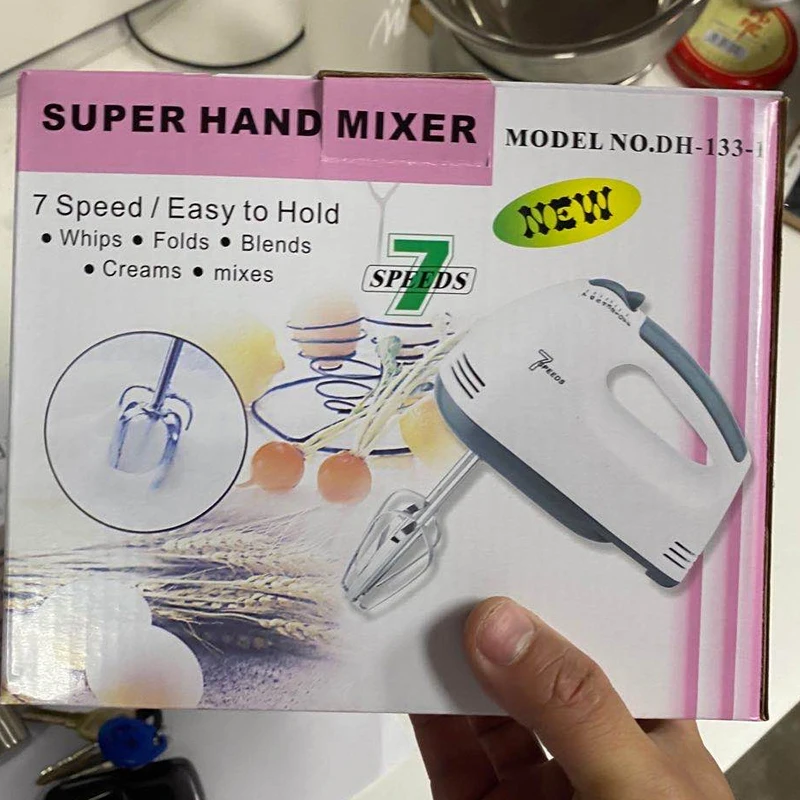 SUPER HAND MIXER
MODEL NO.DH-133-1
7 Speed / Easy to Hold
• Whips • Folds • Blends
• Creams • mixes
NEW
7
SPEEDS
7
SPEEDS